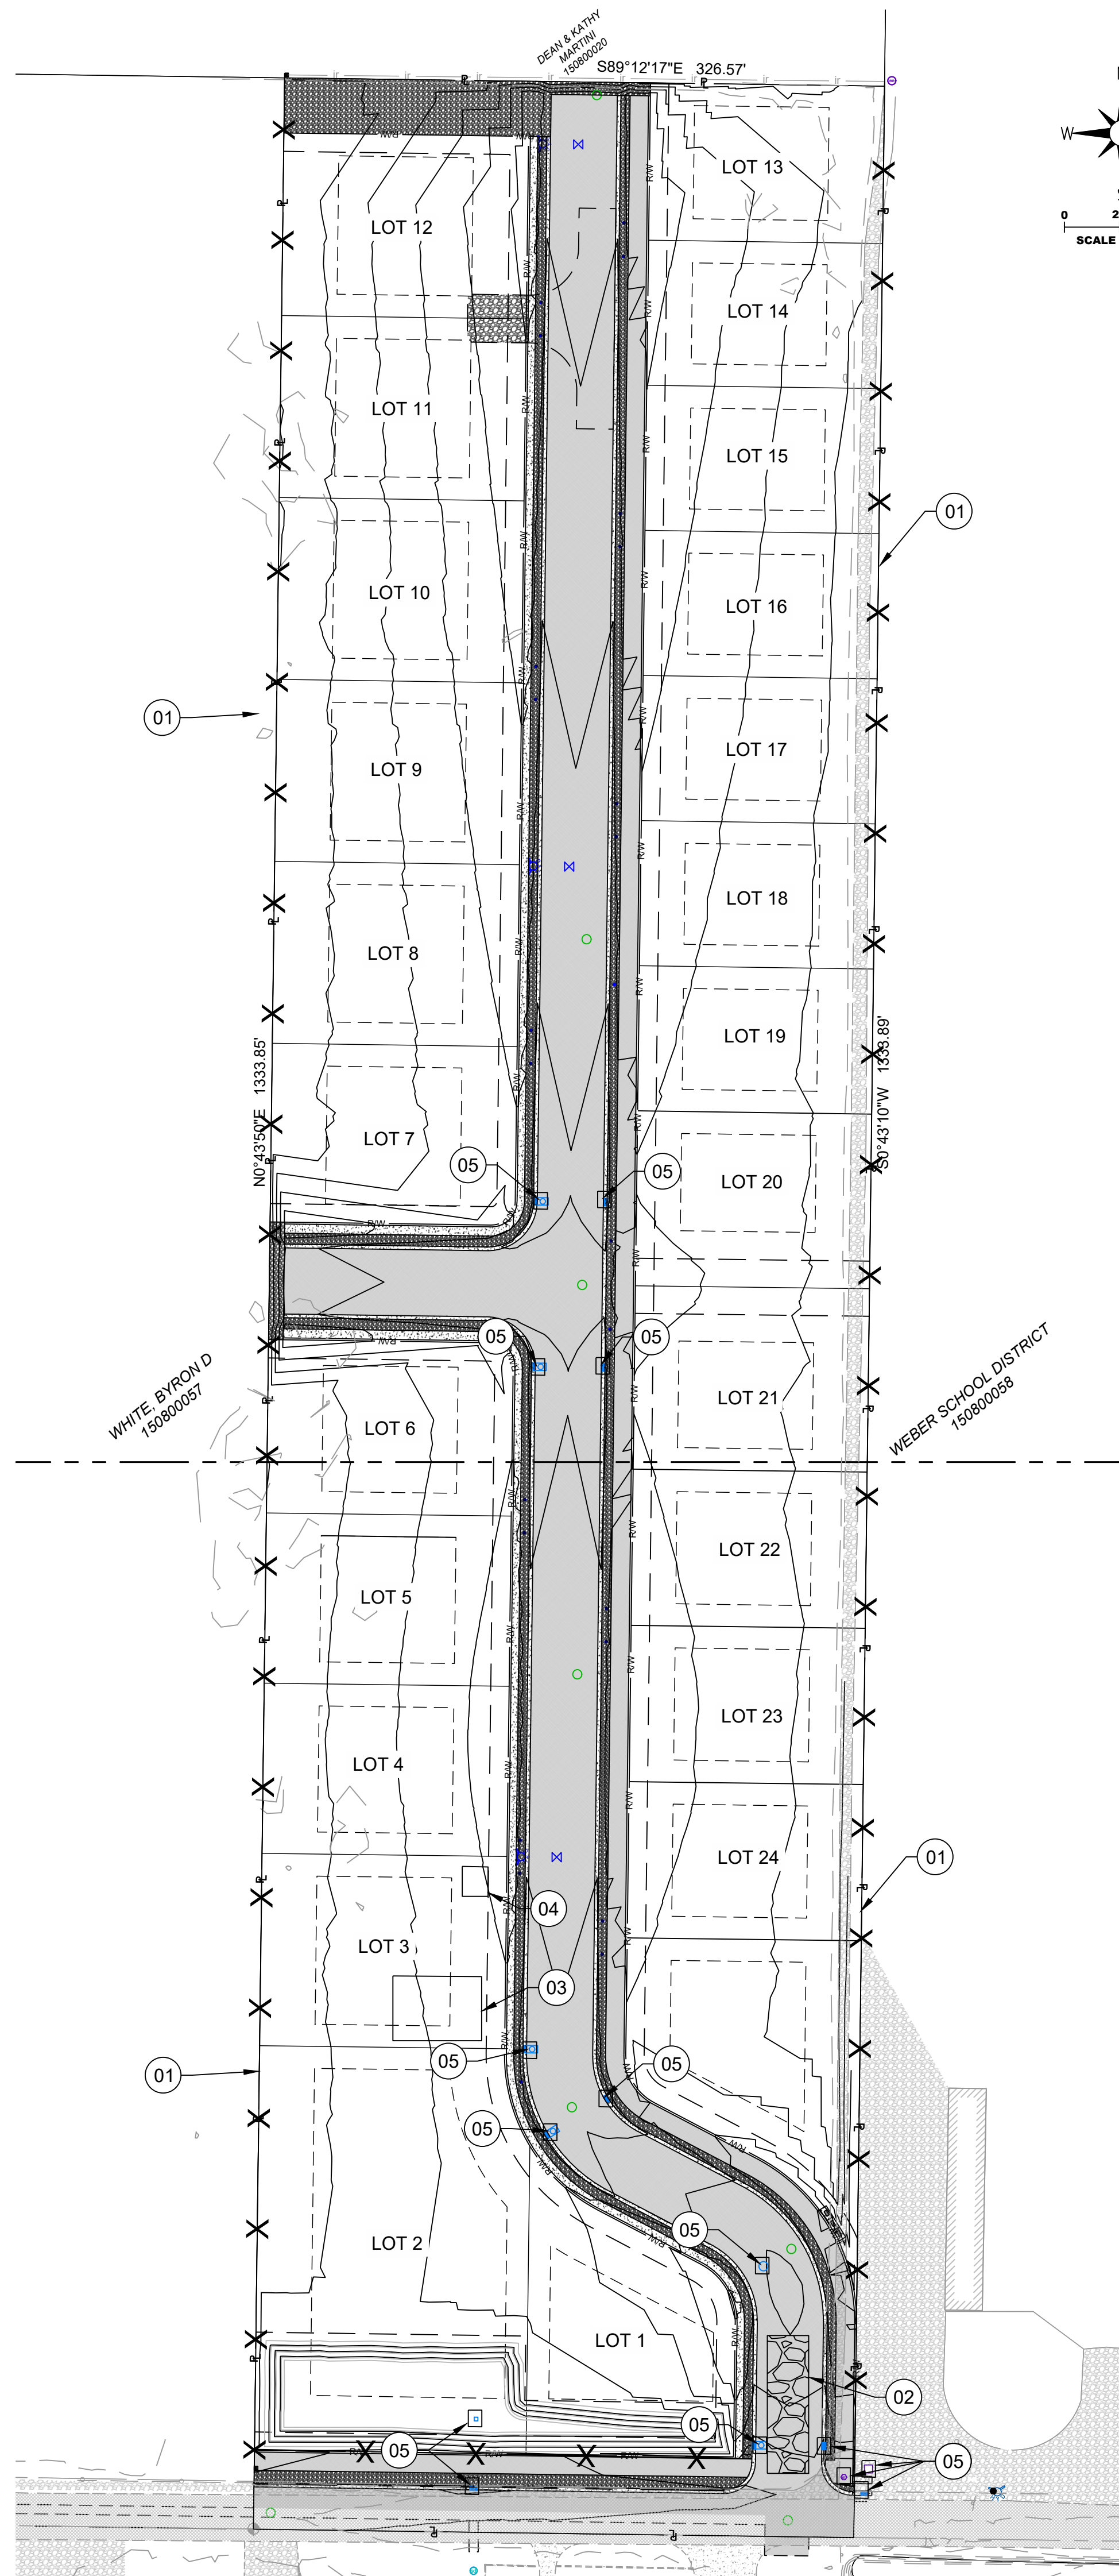 DEAN & KATHY
MARTINI
150800020
S89°12'17"E 326.57'
W
0
SCALE
LOT 13
LOT 12
LOT 14
LOT 11
LOT 15
01
LOT 10
LOT 16
01
LOT 9
LOT 17
LOT 18
LOT 8
LOT 19
N0°43'50"E 1333.85'
S0°43'10"W 1333.89'
LOT 7
05
05
LOT 20
05
05
WHITE, BYRON D
150800057
WEBER SCHOOL DISTRICT
150800058
LOT 21
LOT 6
LOT 22
LOT 5
LOT 23
LOT 4
LOT 24
01
04
LOT 3
03
05
05
01
05
05
LOT 2
LOT 1
02
05
05
05
R/W